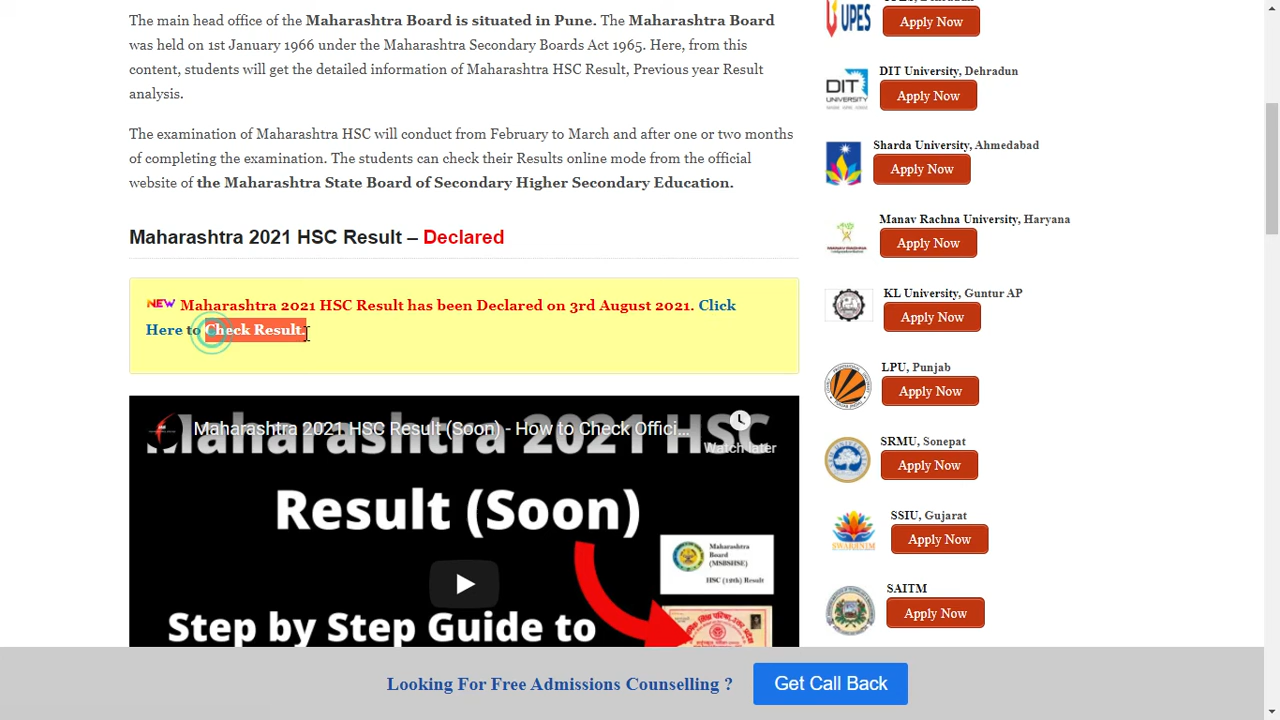 The main head office of the Maharashtra Board is situated in Pune. The Maharashtra Board
was held on 1st January 1966 under the Maharashtra Secondary Boards Act 1965. Here, from this
content, students will get the detailed information of Maharashtra HSC Result, Previous year Result
analysis.
The examination of Maharashtra HSC will conduct from February to March and after one or two months
of completing the examination. The students can check their Results online mode from the official
website of the Maharashtra State Board of Secondary Higher Secondary Education.
Maharashtra 2021 HSC Result – Declared
NEW Maharashtra 2021 HSC Result has been Declared on 3rd August 2021. Click
Here to Check Result.
Maharashtra 2021 HSC Result (Soon) - How to Check Offici...
Watch later
Maharashtra 2021 HSC
Result (Soon)
Maharashtra
Board
(MSBSHSE)
HSC (12th) Result
Step by Step Guide to
UPES
Apply Now
DIT University, Dehradun
DIT
UNIVERSITY
Apply Now
Sharda University, Ahmedabad
Apply Now
Manav Rachna University, Haryana
Apply Now
KL University, Guntur AP
Apply Now
LPU, Punjab
Apply Now
SRMU, Sonepat
Apply Now
SSIU, Gujarat
SWARRNIM
Apply Now
SAITM
Apply Now
Looking For Free Admissions Counselling ?
Get Call Back